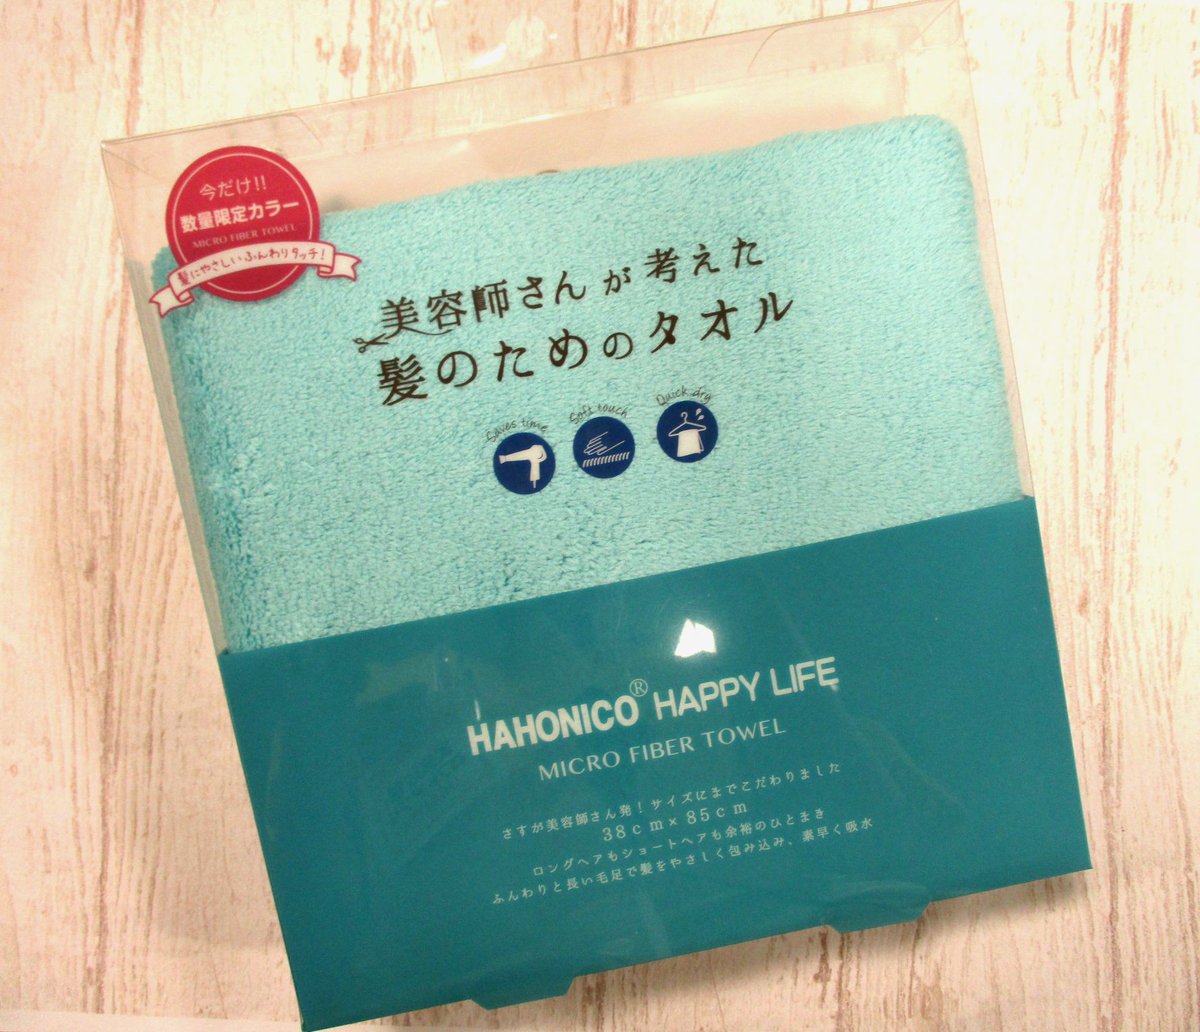 今だけ!!
数量限定カラー
MICRO FIBER TOWEL
髪にやさしいふんわりタッチ!
美容師さんが考えた
髪のためのタオル
Saves time
Soft touch
Quick dry
HAHONICO® HAPPY LIFE
MICRO FIBER TOWEL
さすが美容師さん発!サイズにまでこだわりました
38cm×85cm
ロングヘアもショートヘアも余裕のひとまき
ふんわりと長い毛足で髪をやさしく包み込み、素早く吸水